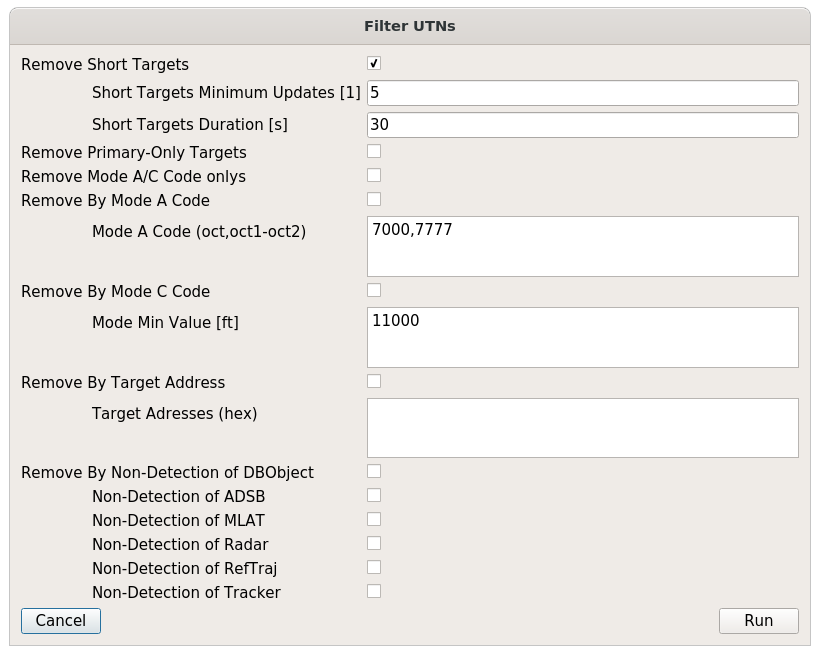 Filter UTNs
Remove Short Targets
Short Targets Minimum Updates [1] 5
Short Targets Duration [s] 30
Remove Primary-Only Targets
Remove Mode A/C Code onlys
Remove By Mode A Code
Mode A Code (oct,oct1-oct2) 7000,7777
Remove By Mode C Code
Mode Min Value [ft] 11000
Remove By Target Address
Target Adresses (hex)
Remove By Non-Detection of DBObject
Non-Detection of ADSB
Non-Detection of MLAT
Non-Detection of Radar
Non-Detection of RefTraj
Non-Detection of Tracker
Cancel Run